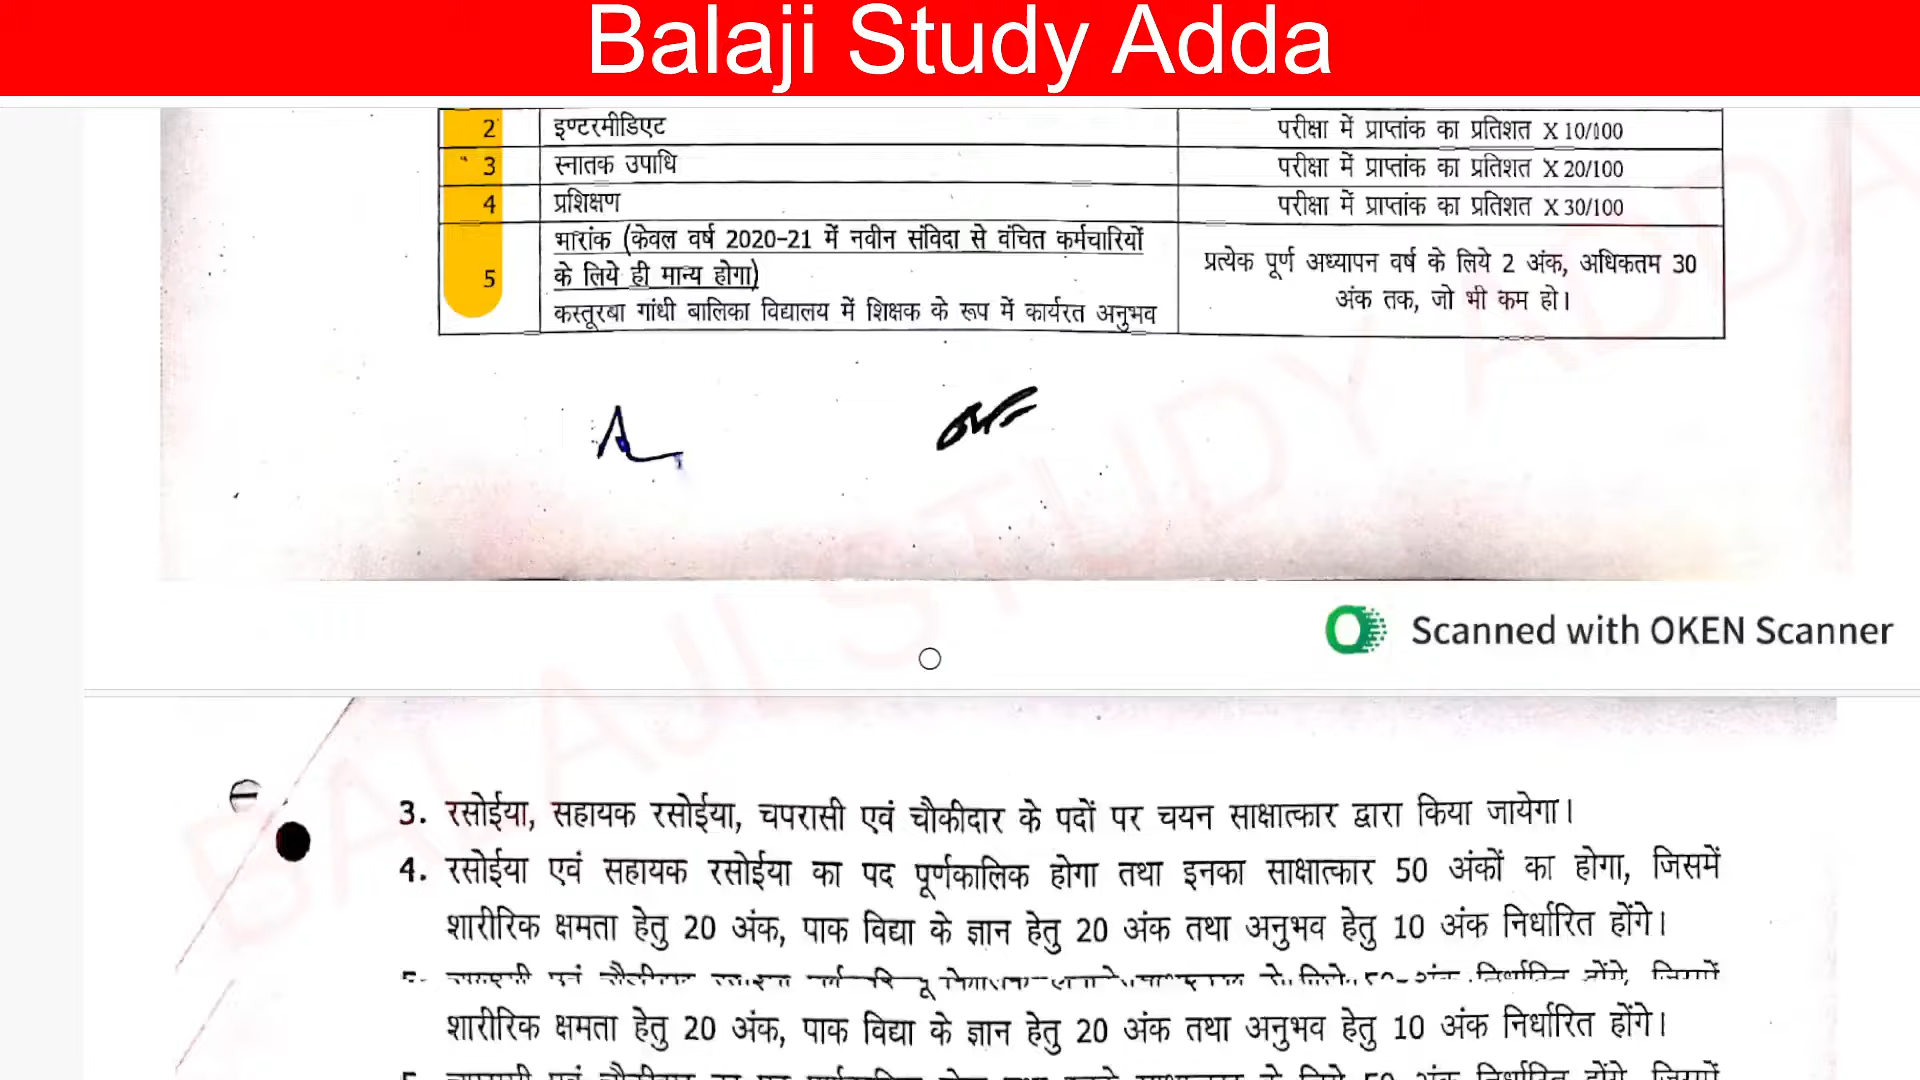 Balaji Study Adda
2 इण्टरमीडिएट परीक्षा में प्राप्तांक का प्रतिशत X 10/100
3 स्नातक उपाधि परीक्षा में प्राप्तांक का प्रतिशत X 20/100
4 प्रशिक्षण परीक्षा में प्राप्तांक का प्रतिशत X 30/100
5 भारांक (केवल वर्ष 2020-21 में नवीन संविदा से वंचित कर्मचारियों
के लिये ही मान्य होगा)
कस्तूरबा गांधी बालिका विद्यालय में शिक्षक के रूप में कार्यरत अनुभव
प्रत्येक पूर्ण अध्यापन वर्ष के लिये 2 अंक, अधिकतम 30
अंक तक, जो भी कम हो।
BALAJI STUDY ADDA
Scanned with OKEN Scanner
3. रसोईया, सहायक रसोईया, चपरासी एवं चौकीदार के पदों पर चयन साक्षात्कार द्वारा किया जायेगा।
4. रसोईया एवं सहायक रसोईया का पद पूर्णकालिक होगा तथा इनका साक्षात्कार 50 अंकों का होगा, जिसमें
शारीरिक क्षमता हेतु 20 अंक, पाक विद्या के ज्ञान हेतु 20 अंक तथा अनुभव हेतु 10 अंक निर्धारित होंगे।
शारीरिक क्षमता हेतु 20 अंक, पाक विद्या के ज्ञान हेतु 20 अंक तथा अनुभव हेतु 10 अंक निर्धारित होंगे।